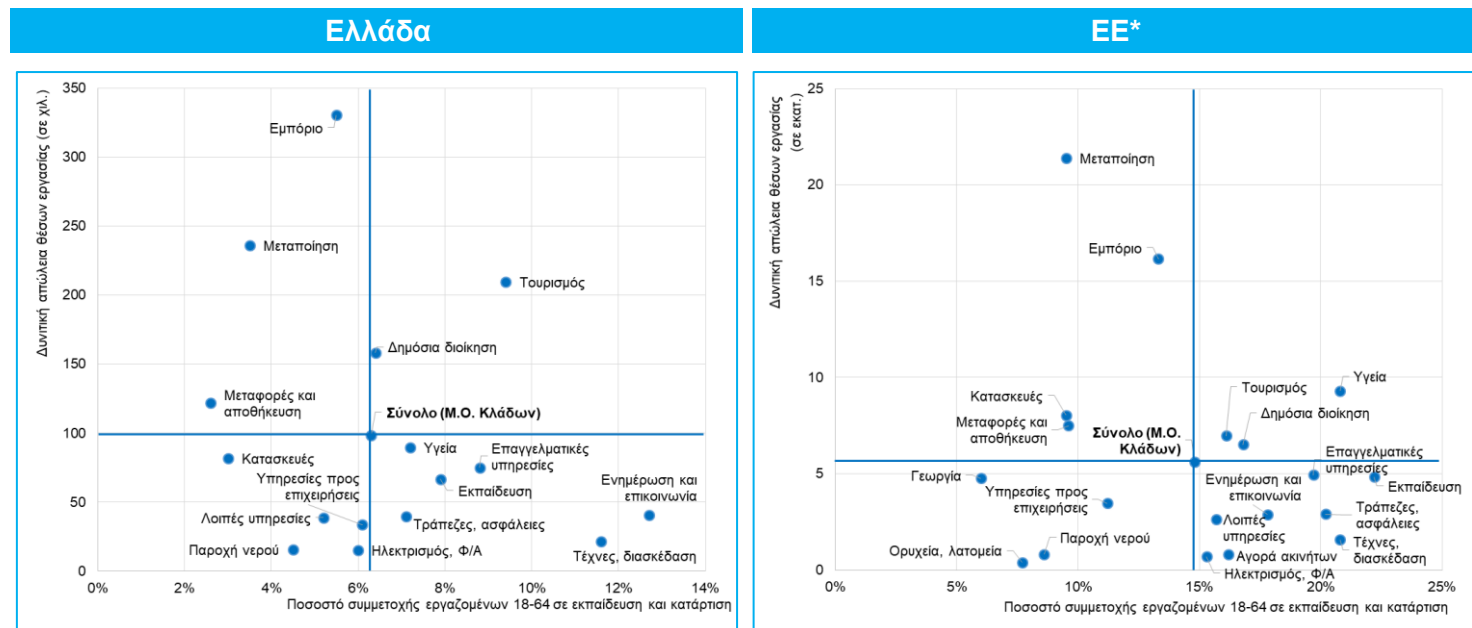 Ελλάδα
ΕΕ*
Δυνιτική απώλεια θέσων εργασίας (σε χιλ.)
350
300
250
200
150
100
50
0
Εμπόριο
Μεταποίηση
Τουρισμός
Δημόσια διοίκηση
Μεταφορές και
αποθήκευση
Σύνολο (Μ.Ο. Κλάδων)
Κατασκευές
Υγεία
Επαγγελματικές
υπηρεσίες
Υπηρεσίες προς
επιχειρήσεις
Εκπαίδευση
Ενημέρωση και
επικοινωνία
Λοιπές υπηρεσίες
Τράπεζες, ασφάλειες
Παροχή νερού
Ηλεκτρισμός, Φ/Α
Τέχνες, διασκέδαση
0%
2%
4%
6%
8%
10%
12%
14%
Ποσοστό συμμετοχής εργαζομένων 18-64 σε εκπαίδευση και κατάρτιση
Δυνιτική απώλεια θέσων εργασίας
(σε εκατ.)
25
20
15
10
5
0
Μεταποίηση
Εμπόριο
Κατασκευές
Μεταφορές και
αποθήκευση
Τουρισμός
Υγεία
Δημόσια διοίκηση
Σύνολο (Μ.Ο.
Κλάδων)
Επαγγελματικές
υπηρεσίες
Γεωργία
Υπηρεσίες προς
επιχειρήσεις
Ενημέρωση και
επικοινωνία
Εκπαίδευση
Λοιπές
υπηρεσίες
Τράπεζες,
ασφάλειες
Ορυχεία, λατομεία
Παροχή νερού
Αγορά ακινήτων
Τέχνες,
διασκέδαση
Ηλεκτρισμός, Φ/Α
0%
5%
10%
15%
20%
25%
Ποσοστό συμμετοχής εργαζομένων 18-64 σε εκπαίδευση και κατάρτιση